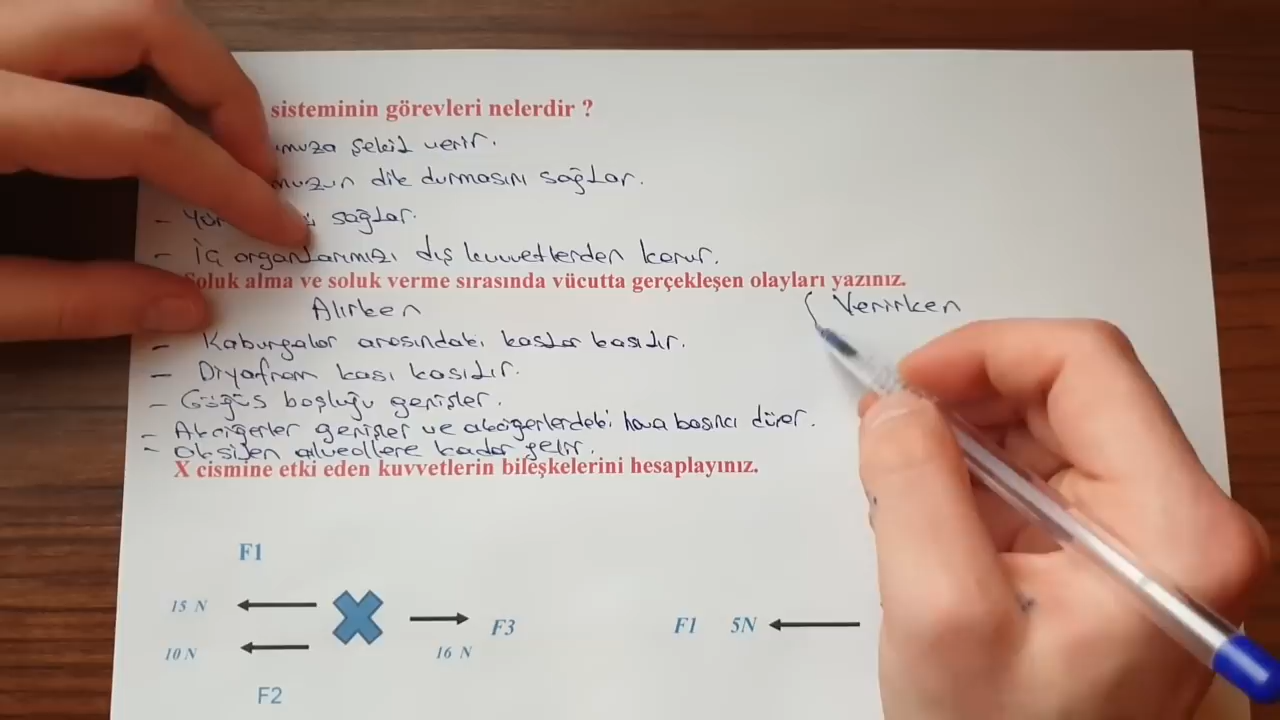 sisteminin görevleri nelerdir ?
şekil verir.
dik durmasını sağlar.
- sağlar.
- İç organlarımızı dış kuvvetlerden korur.
Soluk alma ve soluk verme sırasında vücutta gerçekleşen olayları yazınız.
Alırken Verirken
- Kaburgalar arasındaki kaslar kasılır.
- Diyafram kası kasılır.
- Göğüs boşluğu genişler.
- Akciğerler genişler ve akciğerlerdeki hava basıncı düşer.
- Oksijen alveollere kadar gelir.
X cismine etki eden kuvvetlerin bileşkelerini hesaplayınız.
F1
15 N
F3
F1 5N
10 N
16 N
F2